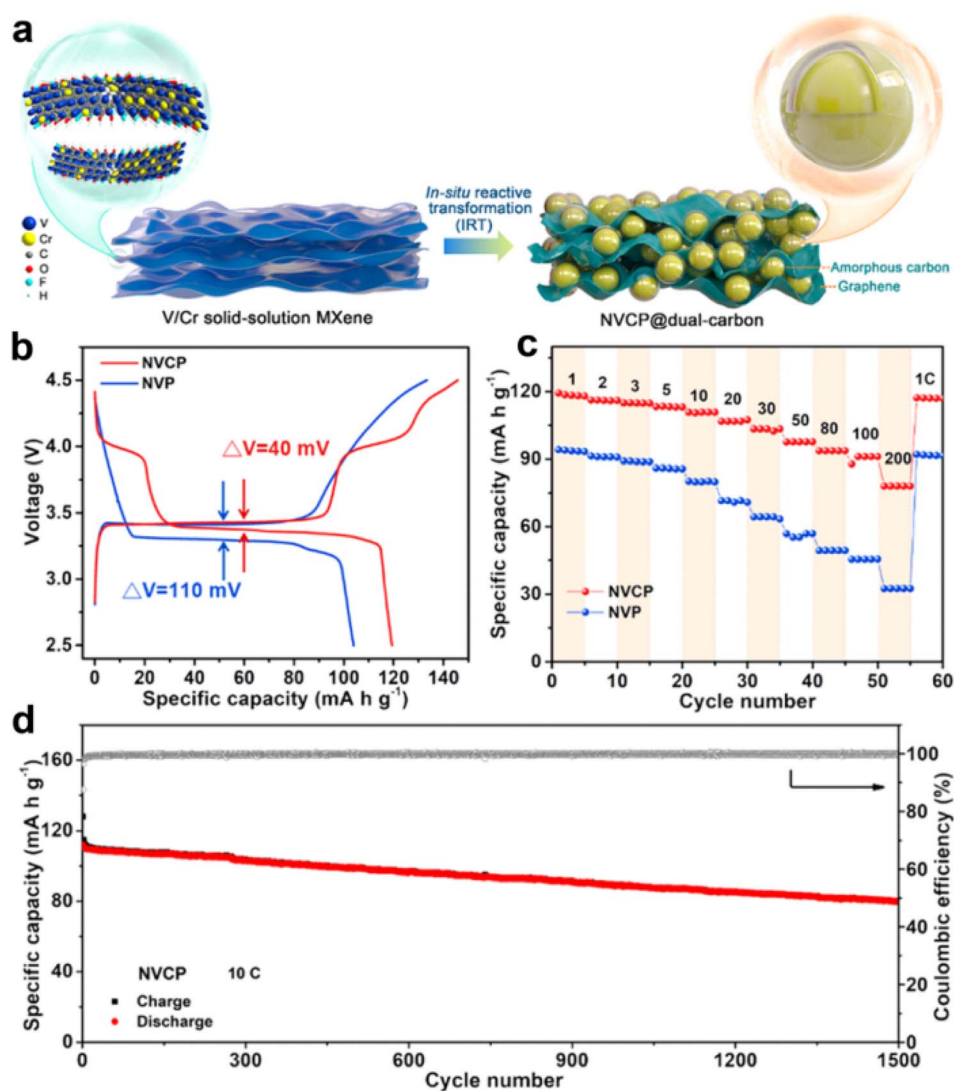 a
V
Cr
C
O
F
H
In-situ reactive
transformation
(IRT)
Amorphous carbon
Graphene
V/Cr solid-solution MXene
NVCP@dual-carbon
b
NVCP
NVP
4.5
4.0
3.5
3.0
2.5
Voltage (V)
△V=40 mV
△V=110 mV
0 20 40 60 80 100 120 140
Specific capacity (mA h g⁻¹)
c
120
90
60
30
0
Specific capacity (mA h g⁻¹)
1 2 3 5 10 20 30 50 80 100 200 1C
NVCP
NVP
0 10 20 30 40 50 60
Cycle number
d
160
120
80
40
0
Specific capacity (mA h g⁻¹)
NVCP 10 C
Charge
Discharge
100
80
60
40
20
0
Coulombic efficiency (%)
0 300 600 900 1200 1500
Cycle number